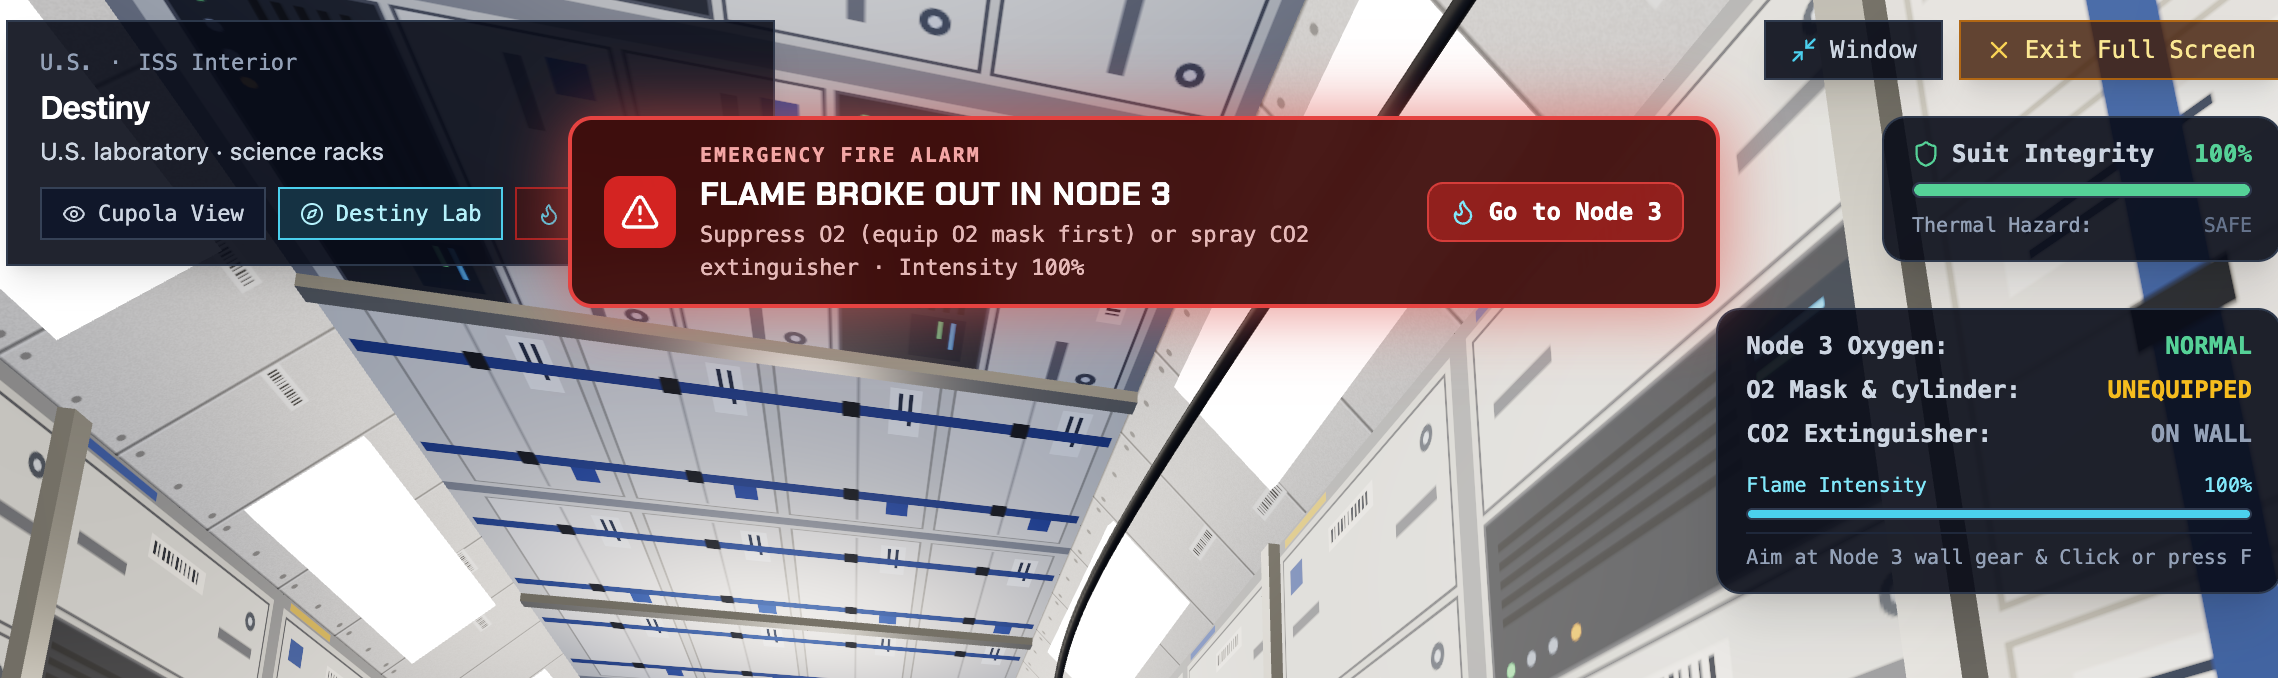 U.S. · ISS Interior
Destiny
U.S. laboratory · science racks
Cupola View
Destiny Lab
EMERGENCY FIRE ALARM
FLAME BROKE OUT IN NODE 3
Suppress O2 (equip O2 mask first) or spray CO2
extinguisher · Intensity 100%
Go to Node 3
Window
Exit Full Screen
Suit Integrity 100%
Thermal Hazard: SAFE
Node 3 Oxygen: NORMAL
O2 Mask & Cylinder: UNEQUIPPED
CO2 Extinguisher: ON WALL
Flame Intensity 100%
Aim at Node 3 wall gear & Click or press F